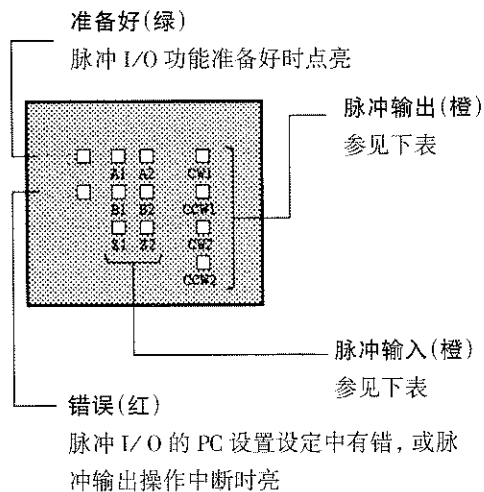 准备好(绿)
脉冲 I/O 功能准备好时点亮
脉冲输出(橙)
参见下表
A1 A2 CW1
B1 B2 CCW1
Z1 Z2 CW2
CCW2
脉冲输入(橙)
参见下表
错误(红)
脉冲 I/O 的 PC 设置设定中有错，或脉
冲输出操作中断时亮